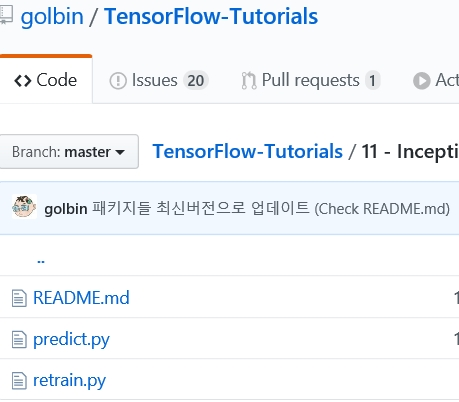 golbin / TensorFlow-Tutorials
Code Issues 20 Pull requests 1 Act
Branch: master TensorFlow-Tutorials / 11 - Incepti
golbin 패키지들 최신버전으로 업데이트 (Check README.md)
..
README.md 1
predict.py 1
retrain.py